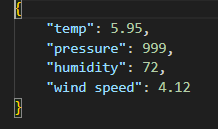 {
    "temp": 5.95,
    "pressure": 999,
    "humidity": 72,
    "wind speed": 4.12
}